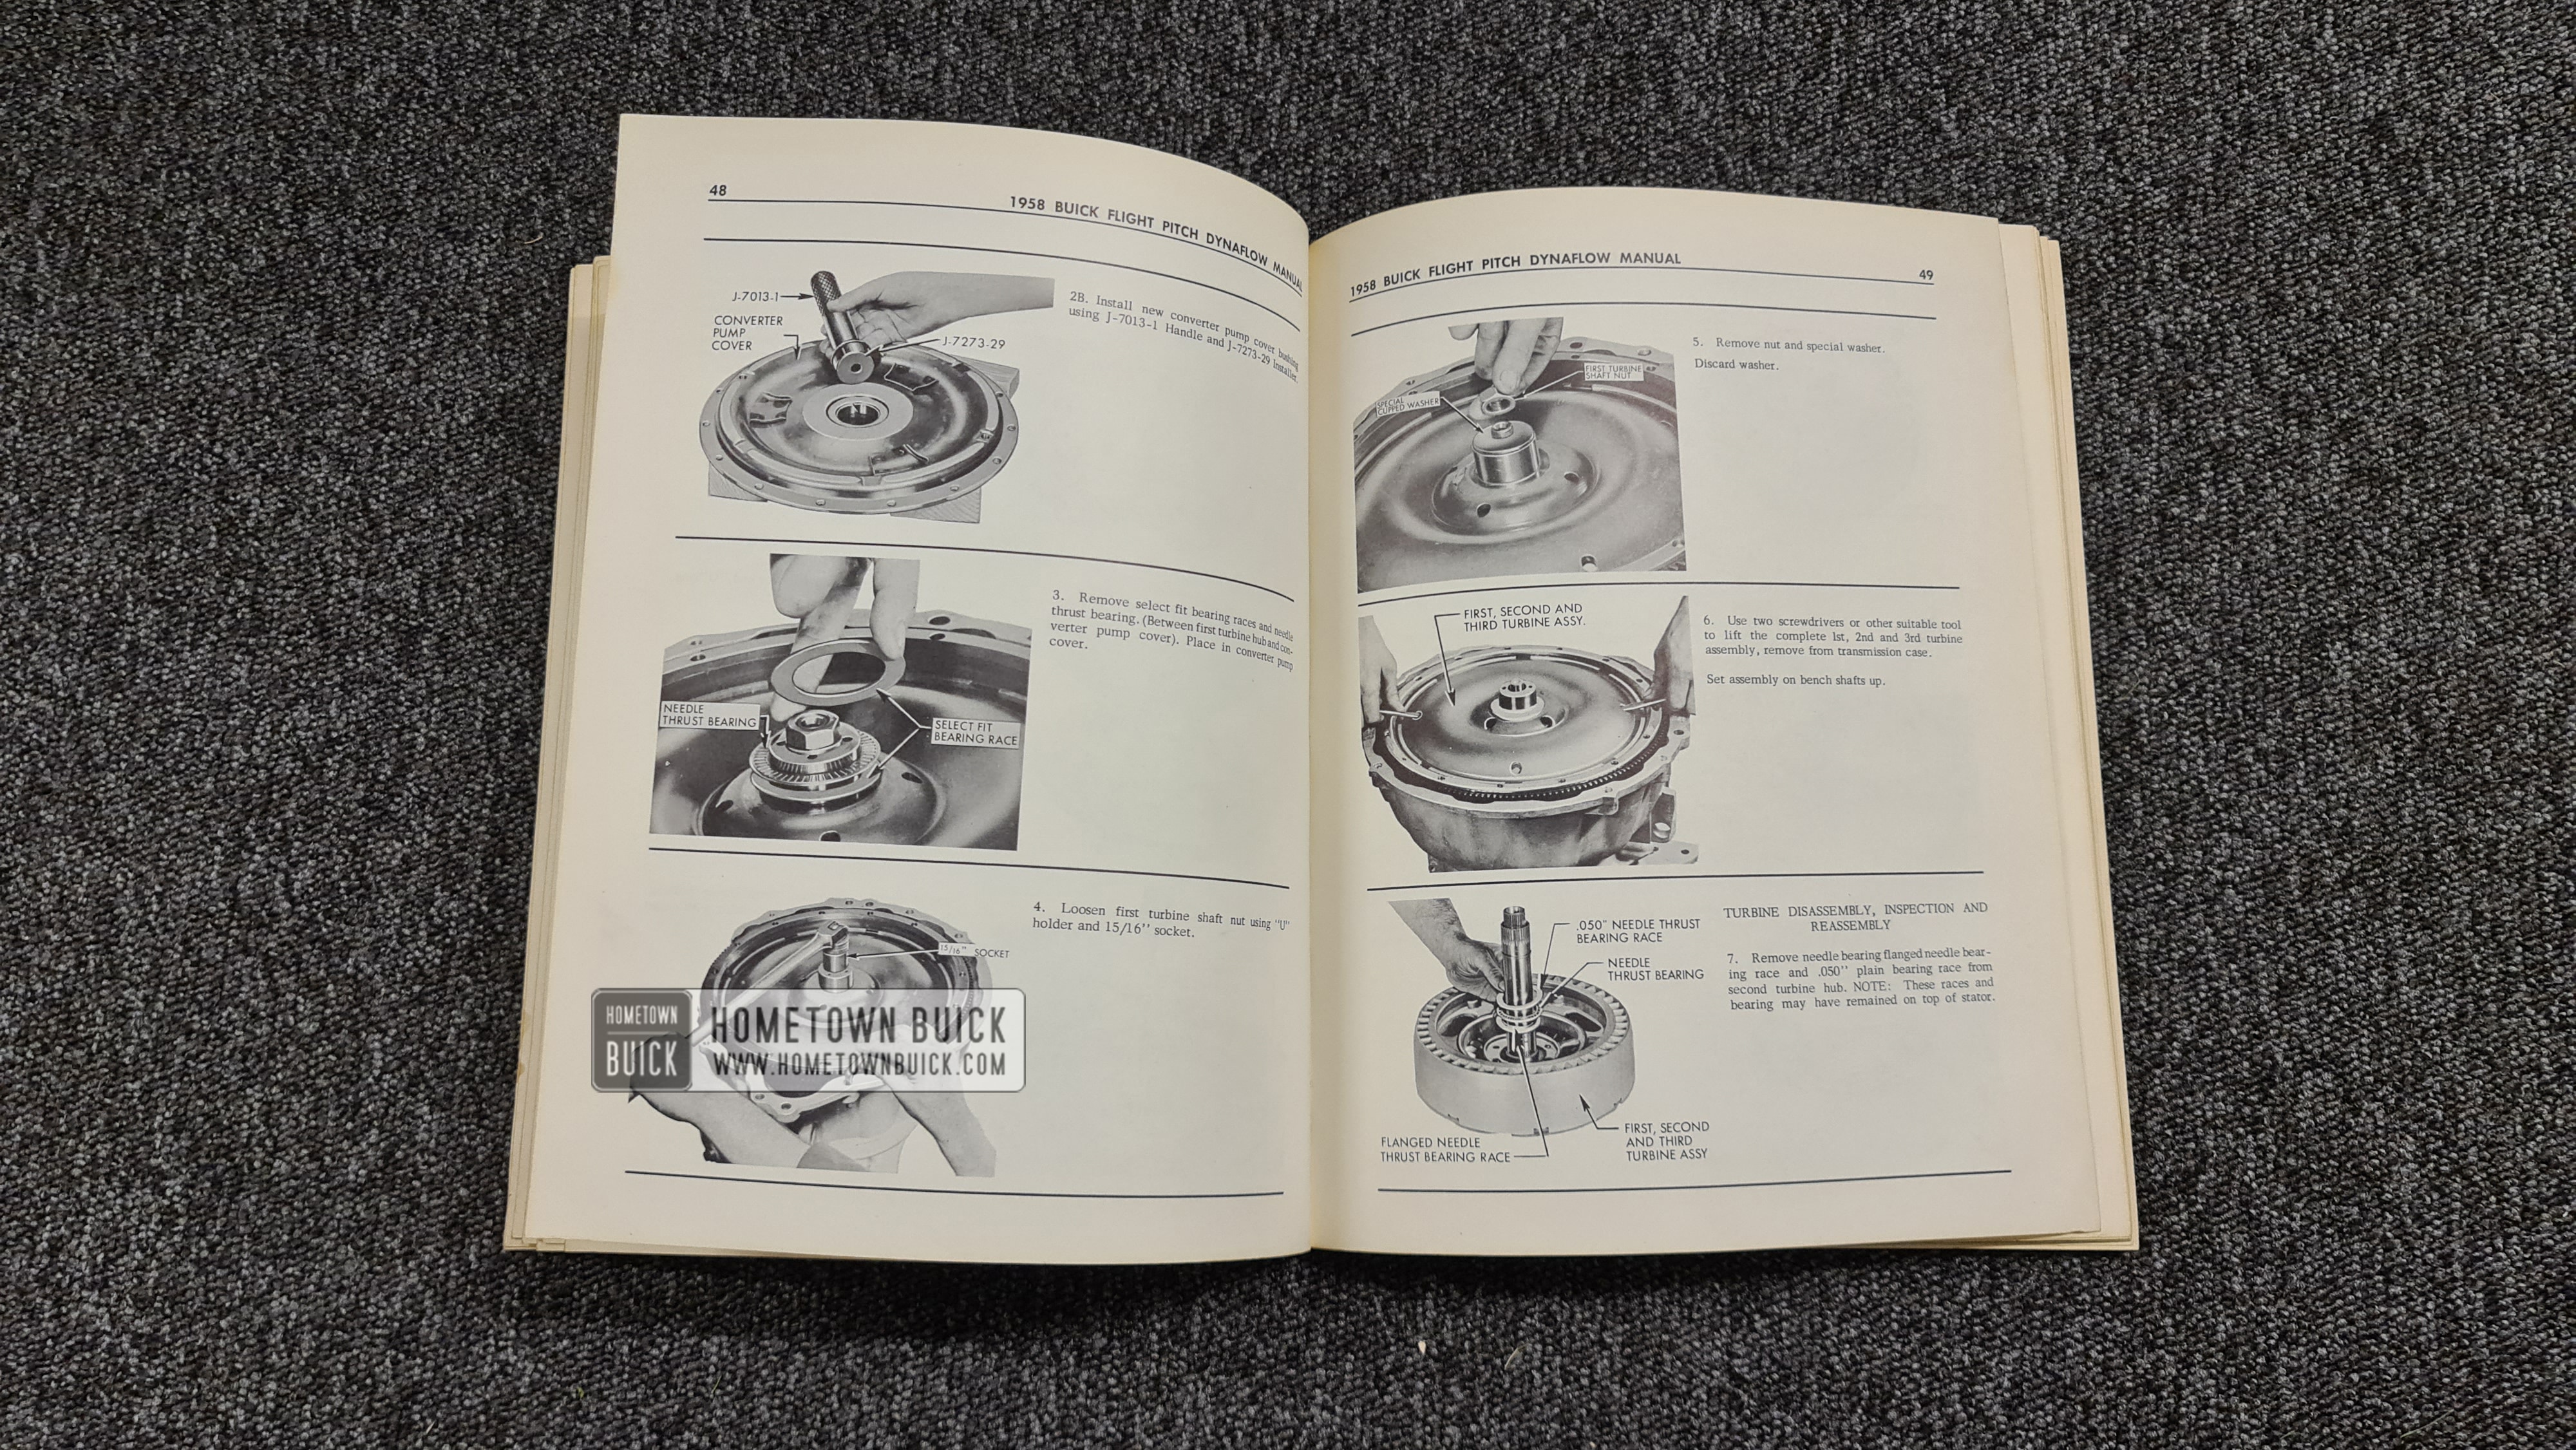 48
1958 BUICK FLIGHT PITCH DYNAFLOW MANUAL
J-7013-1
CONVERTER
PUMP
COVER
J-7273-29
2B. Install new converter pump cover bushing
using J-7013-1 Handle and J-7273-29 Installer.
NEEDLE
THRUST BEARING
SELECT FIT
BEARING RACE
3. Remove select fit bearing races and needle
thrust bearing. (Between first turbine hub and con-
verter pump cover). Place in converter pump
cover.
15/16" SOCKET
4. Loosen first turbine shaft nut using "U"
holder and 15/16'' socket.
HOMETOWN
BUICK
HOMETOWN BUICK
WWW.HOMETOWNBUICK.COM
1958 BUICK FLIGHT PITCH DYNAFLOW MANUAL
49
FIRST TURBINE
SHAFT NUT
SPECIAL
CUPPED WASHER
5. Remove nut and special washer.
Discard washer.
FIRST, SECOND AND
THIRD TURBINE ASSY.
6. Use two screwdrivers or other suitable tool
to lift the complete 1st, 2nd and 3rd turbine
assembly, remove from transmission case.
Set assembly on bench shafts up.
.050" NEEDLE THRUST
BEARING RACE
NEEDLE
THRUST BEARING
FLANGED NEEDLE
THRUST BEARING RACE
FIRST, SECOND
AND THIRD
TURBINE ASSY
TURBINE DISASSEMBLY, INSPECTION AND
REASSEMBLY
7. Remove needle bearing flanged needle bear-
ing race and .050'' plain bearing race from
second turbine hub. NOTE: These races and
bearing may have remained on top of stator.